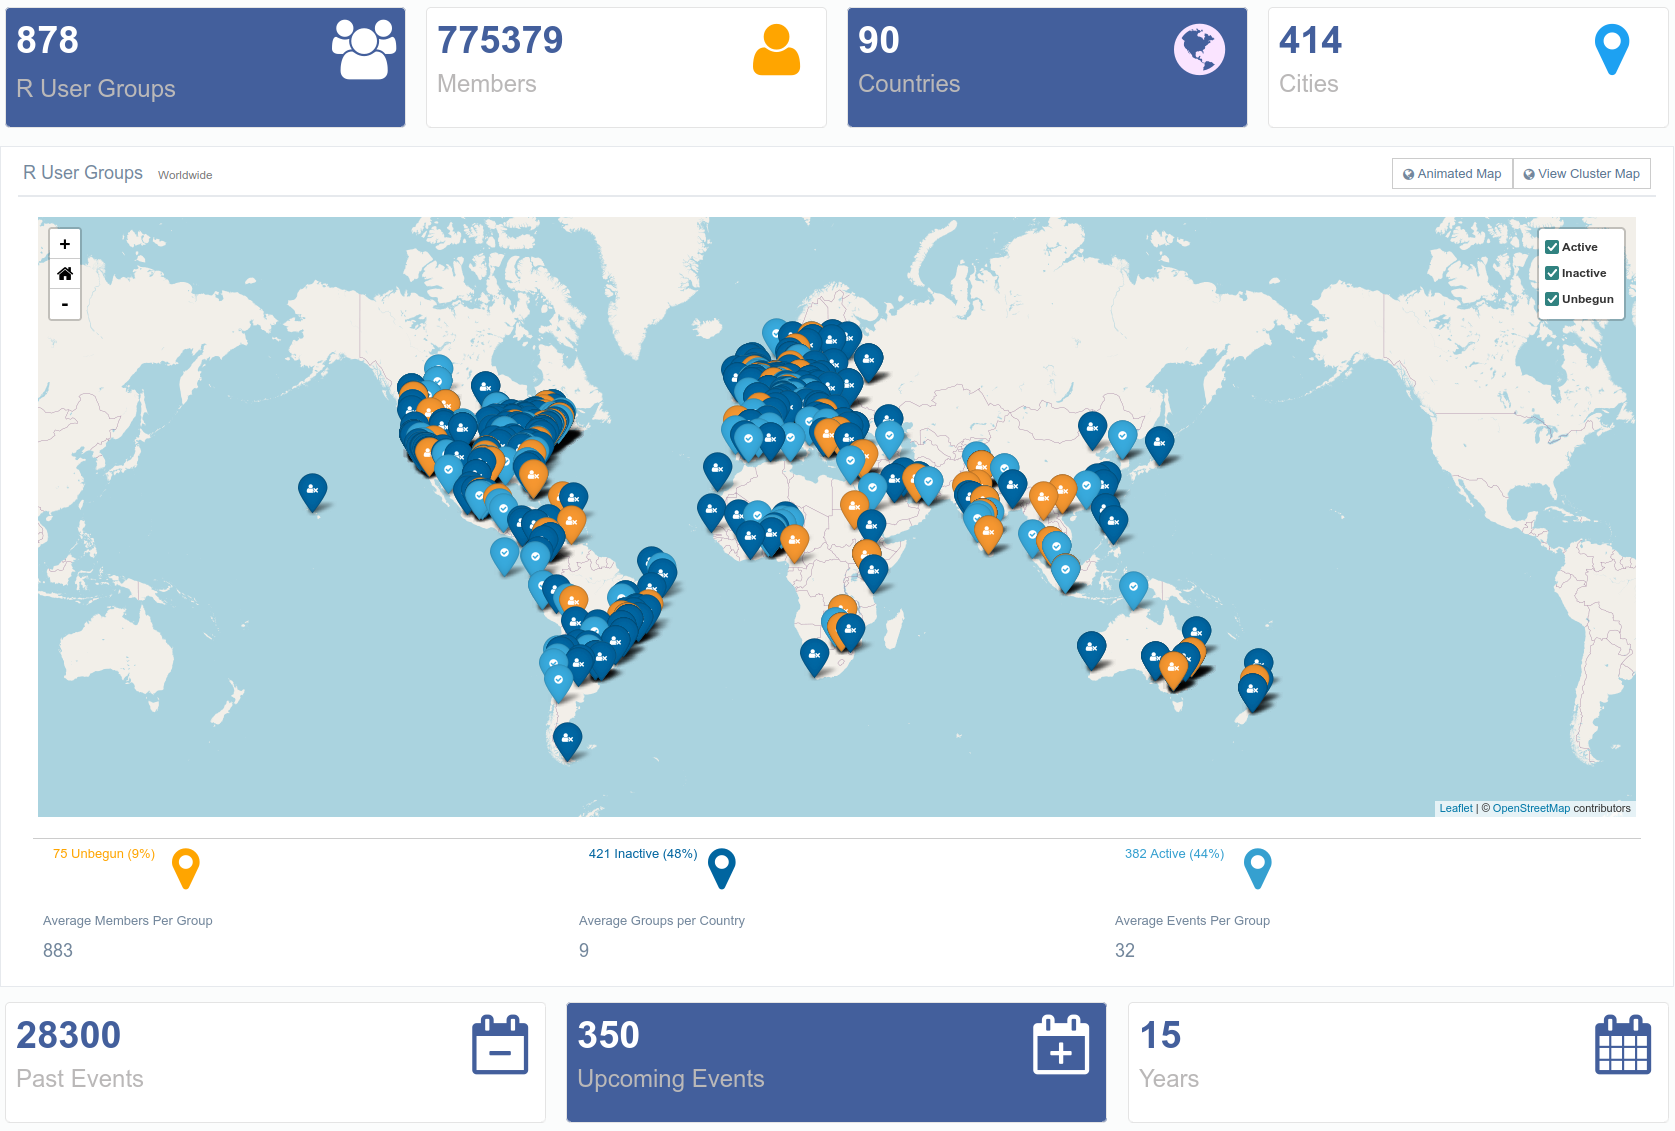 878
R User Groups
775379
Members
90
Countries
414
Cities
R User Groups Worldwide
Animated Map
View Cluster Map
+
-
Active
Inactive
Unbegun
Leaflet | © OpenStreetMap contributors
75 Unbegun (9%)
421 Inactive (48%)
382 Active (44%)
Average Members Per Group
883
Average Groups per Country
9
Average Events Per Group
32
28300
Past Events
350
Upcoming Events
15
Years